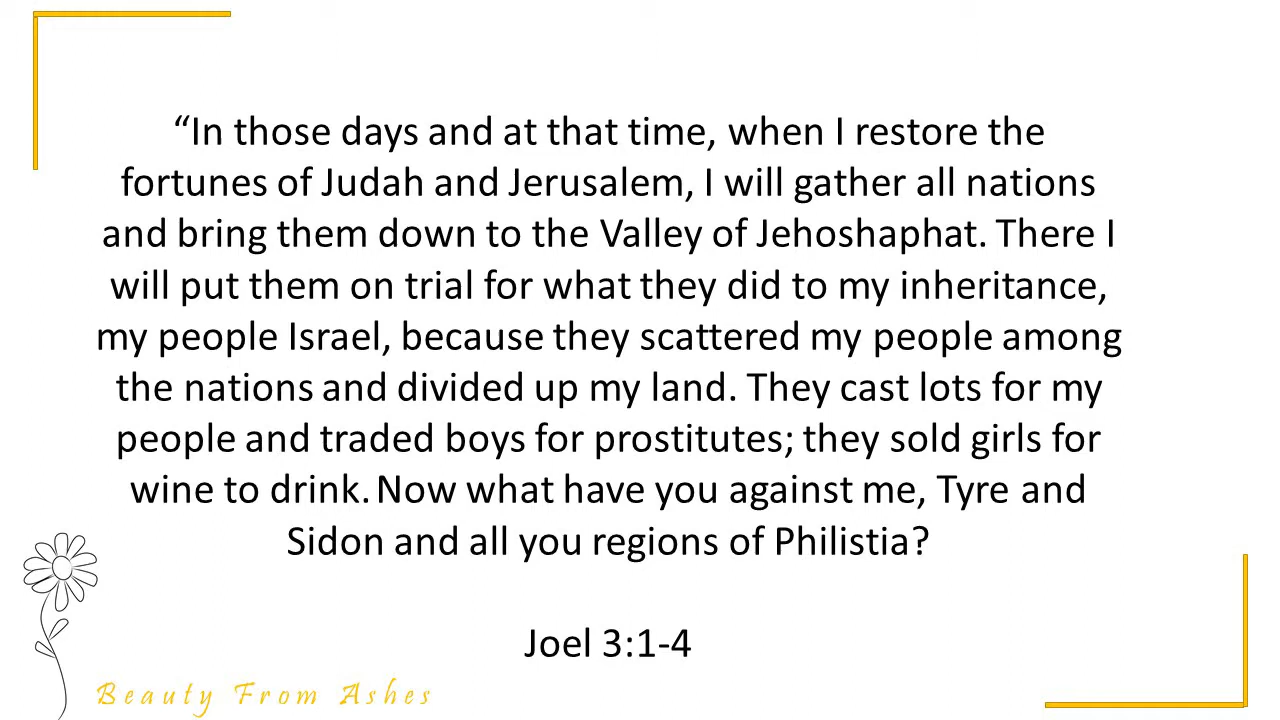 “In those days and at that time, when I restore the
fortunes of Judah and Jerusalem, I will gather all nations
and bring them down to the Valley of Jehoshaphat. There I
will put them on trial for what they did to my inheritance,
my people Israel, because they scattered my people among
the nations and divided up my land. They cast lots for my
people and traded boys for prostitutes; they sold girls for
wine to drink. Now what have you against me, Tyre and
Sidon and all you regions of Philistia?
Joel 3:1-4
Beauty From Ashes